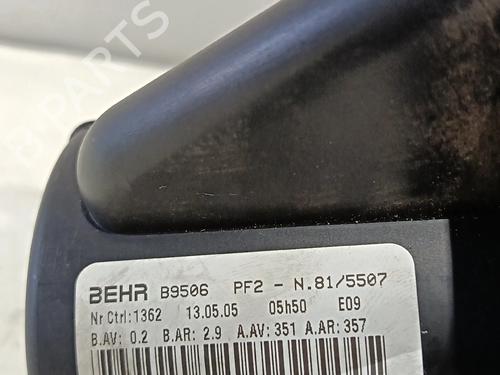 B-PARTS
BEHR B9506 PF2 - N.81/5507
Nr Ctrl:1362 13.05.05 05h50 E09
B.AV: 0.2 B.AR: 2.9 A.AV: 351 A.AR: 357